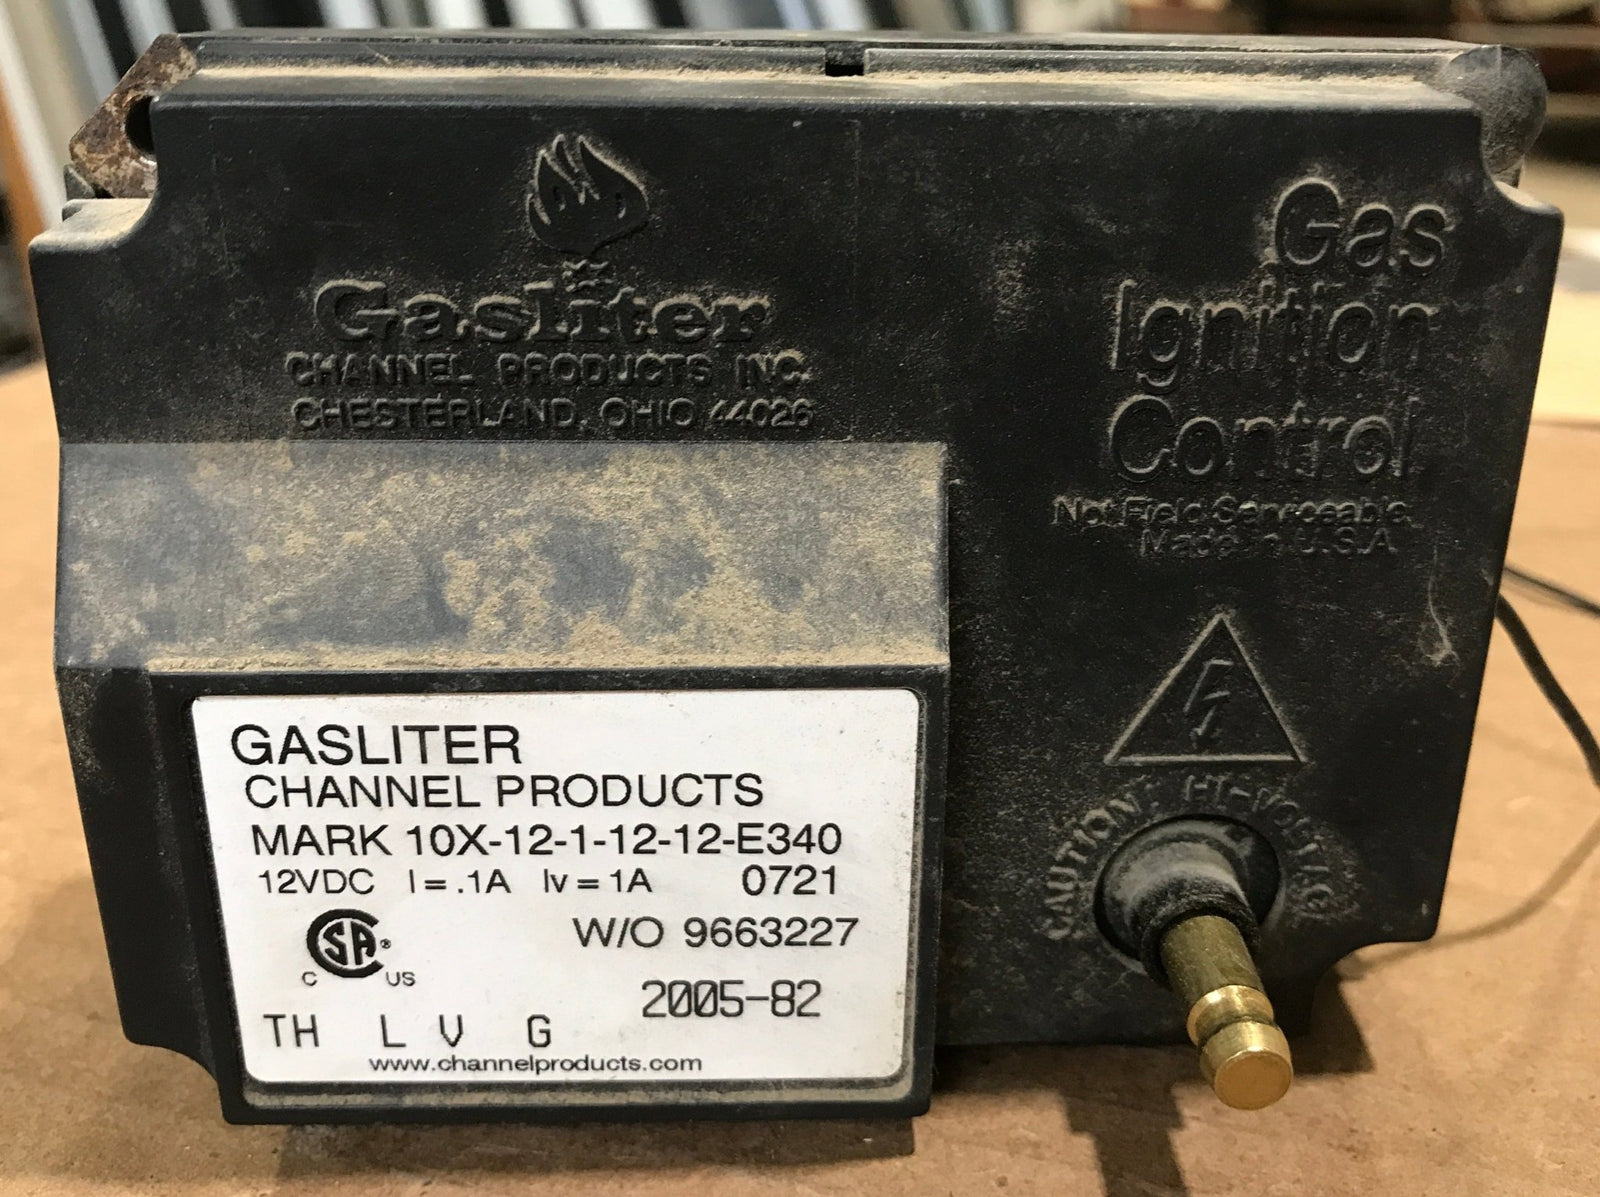 Gasliter
CHANNEL PRODUCTS INC.
CHESTERLAND, OHIO 44026
Gas
Ignition
Control
Not Field Serviceable
Made in U.S.A
CAUTION: HI-VOLTAGE
GASLITER
CHANNEL PRODUCTS
MARK 10X-12-1-12-12-E340
12VDC I = .1A Iv = 1A 0721
W/O 9663227
CSA®
C US
2005-82
TH L V G
www.channelproducts.com